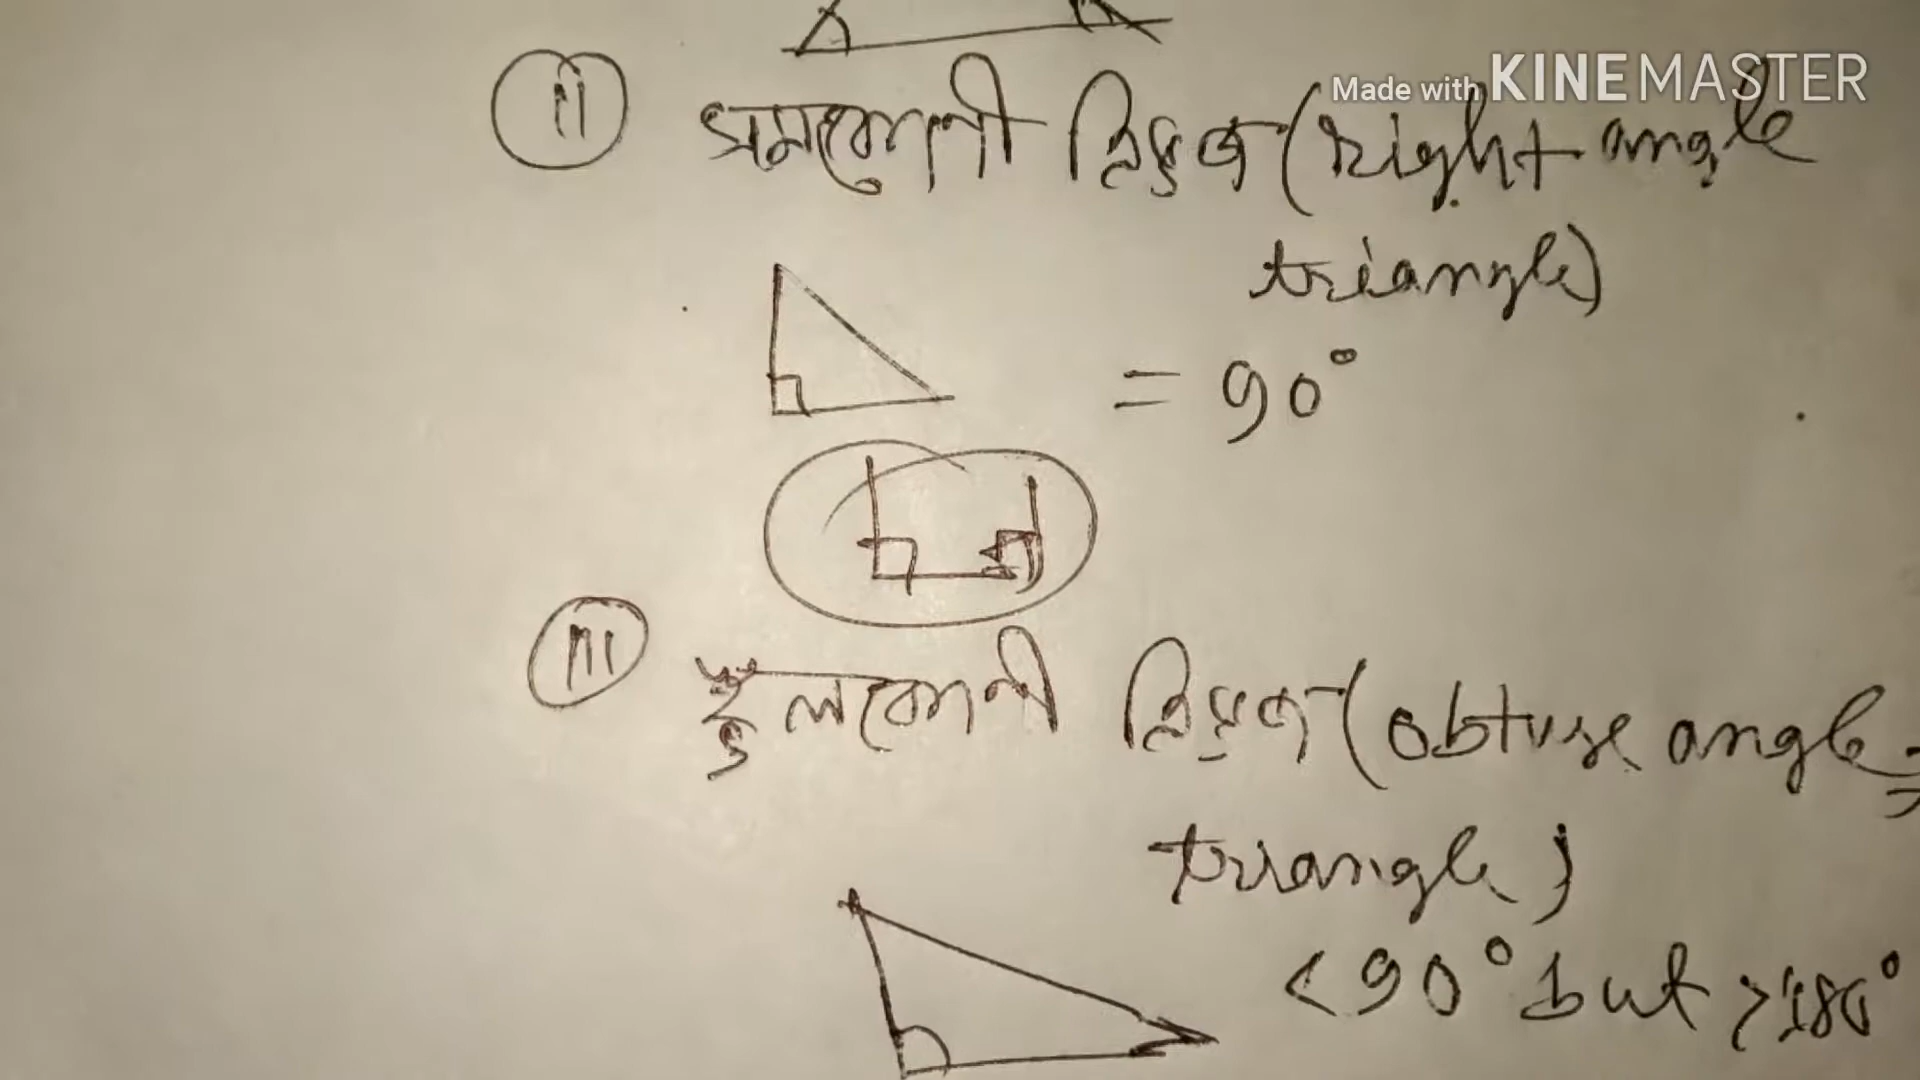 Made with KINEMASTER
(ii) সমকোণী ত্রিভুজ (right angle
triangle)
= 90°
(iii) স্থুলকোণী ত্রিভুজ (obtuse angle
triangle)
< 90° but > 180°